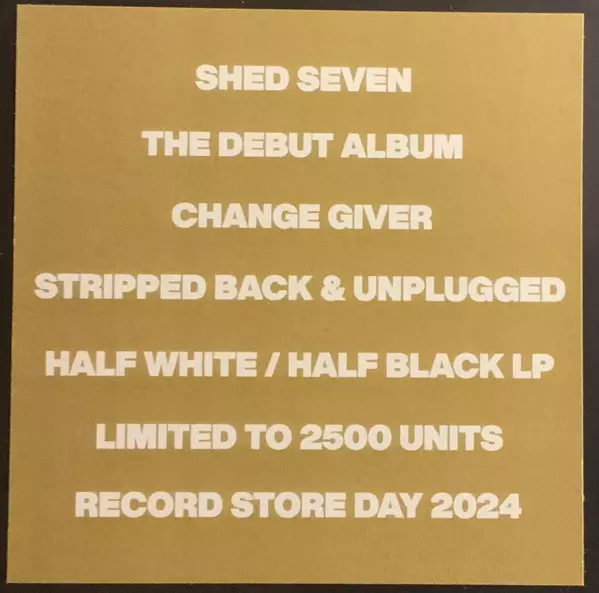 SHED SEVEN
THE DEBUT ALBUM
CHANGE GIVER
STRIPPED BACK & UNPLUGGED
HALF WHITE / HALF BLACK LP
LIMITED TO 2500 UNITS
RECORD STORE DAY 2024